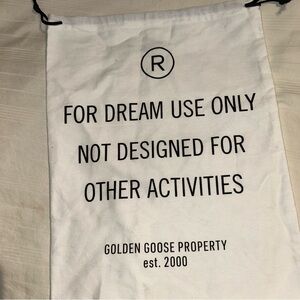 ®
FOR DREAM USE ONLY
NOT DESIGNED FOR
OTHER ACTIVITIES
GOLDEN GOOSE PROPERTY
est. 2000